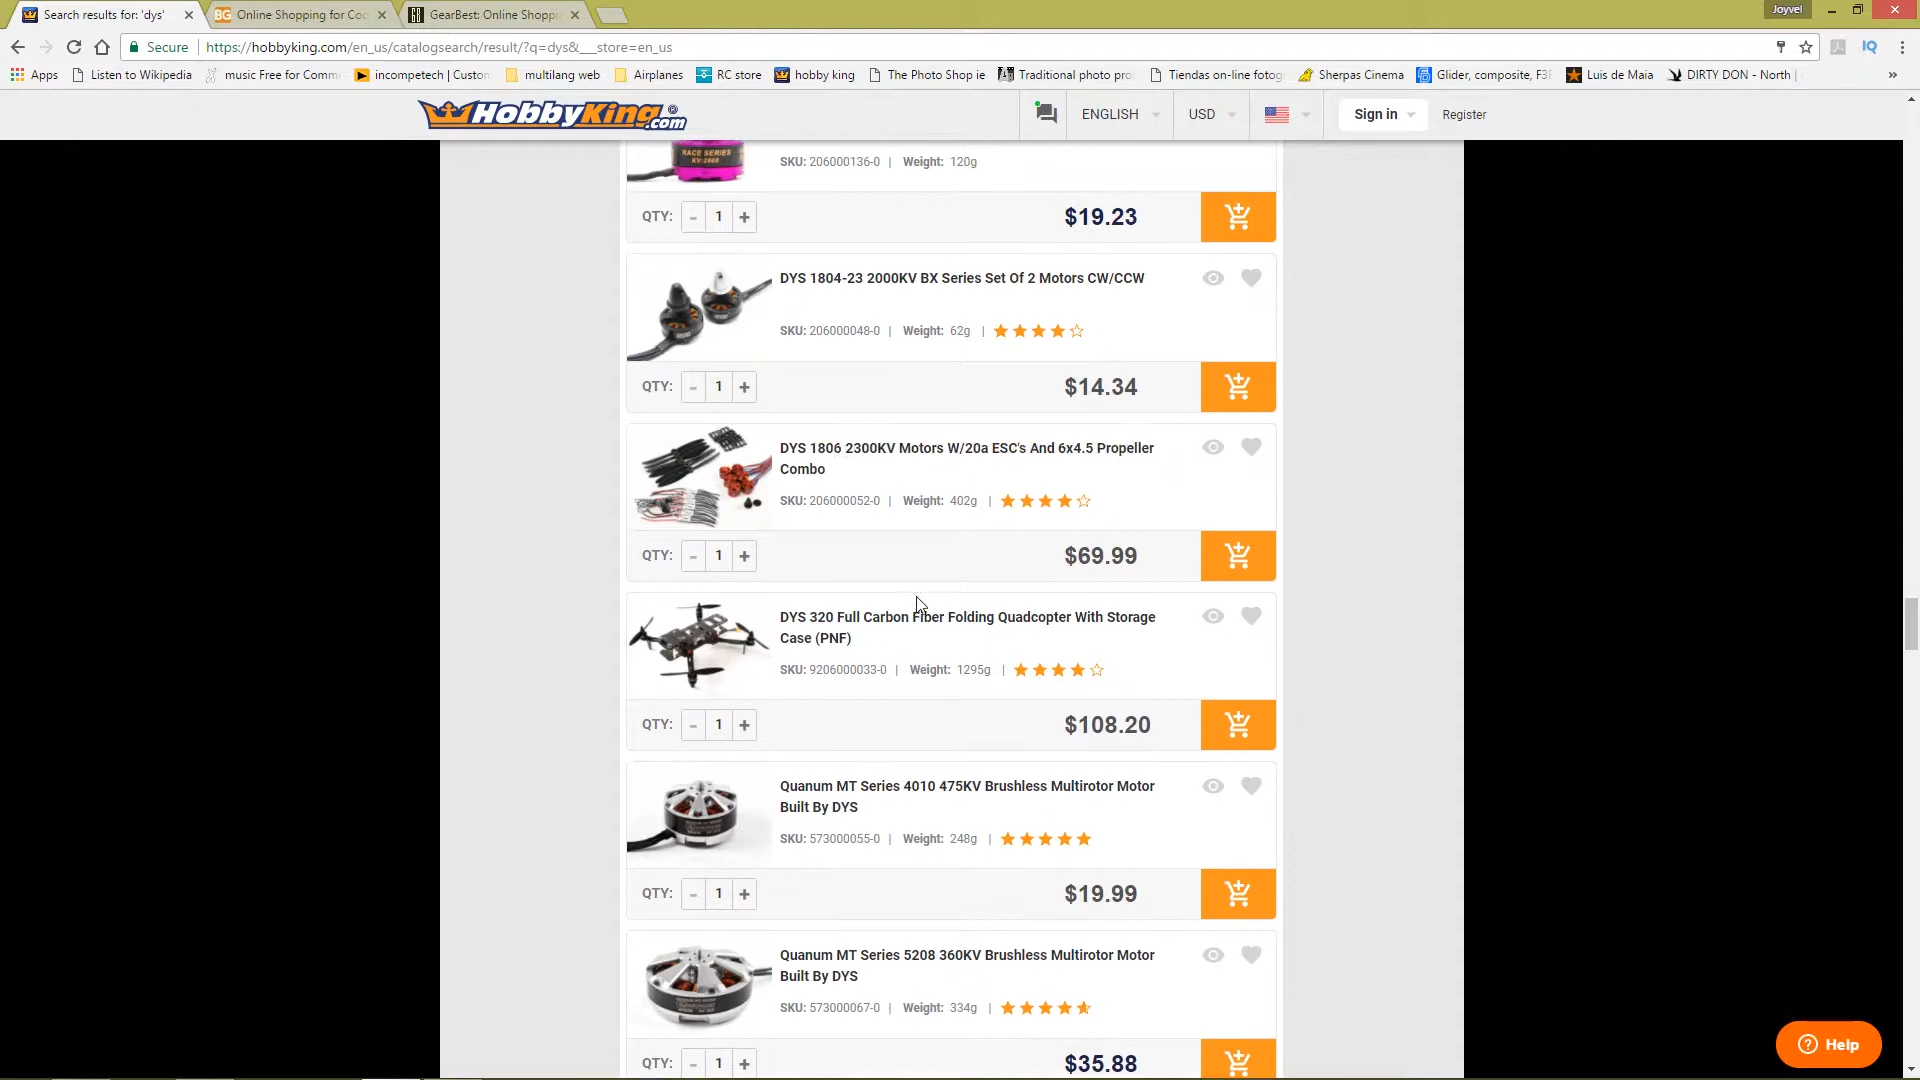 Search results for: 'dys'
BG Online Shopping for Coo
GearBest: Online Shoppi
Joyvel
Secure
https://hobbyking.com/en_us/catalogsearch/result/?q=dys&___store=en_us
Apps
Listen to Wikipedia
music Free for Comme
incompetech | Custon
multilang web
Airplanes
RC store
hobby king
The Photo Shop ie
Traditional photo pro
Tiendas on-line fotog
Sherpas Cinema
Glider, composite, F3F
Luis de Maia
DIRTY DON - North |
HobbyKing.com
ENGLISH
USD
Sign in
Register
RACE SERIES
KV:2600
SKU: 206000136-0 | Weight: 120g
QTY: - 1 + $19.23
DYS 1804-23 2000KV BX Series Set Of 2 Motors CW/CCW
SKU: 206000048-0 | Weight: 62g |
QTY: - 1 + $14.34
DYS 1806 2300KV Motors W/20a ESC's And 6x4.5 Propeller
Combo
SKU: 206000052-0 | Weight: 402g |
QTY: - 1 + $69.99
DYS 320 Full Carbon Fiber Folding Quadcopter With Storage
Case (PNF)
SKU: 9206000033-0 | Weight: 1295g |
QTY: - 1 + $108.20
Quanum MT Series 4010 475KV Brushless Multirotor Motor
Built By DYS
SKU: 573000055-0 | Weight: 248g |
QTY: - 1 + $19.99
Quanum MT Series 5208 360KV Brushless Multirotor Motor
Built By DYS
SKU: 573000067-0 | Weight: 334g |
QTY: - 1 + $35.88
Help